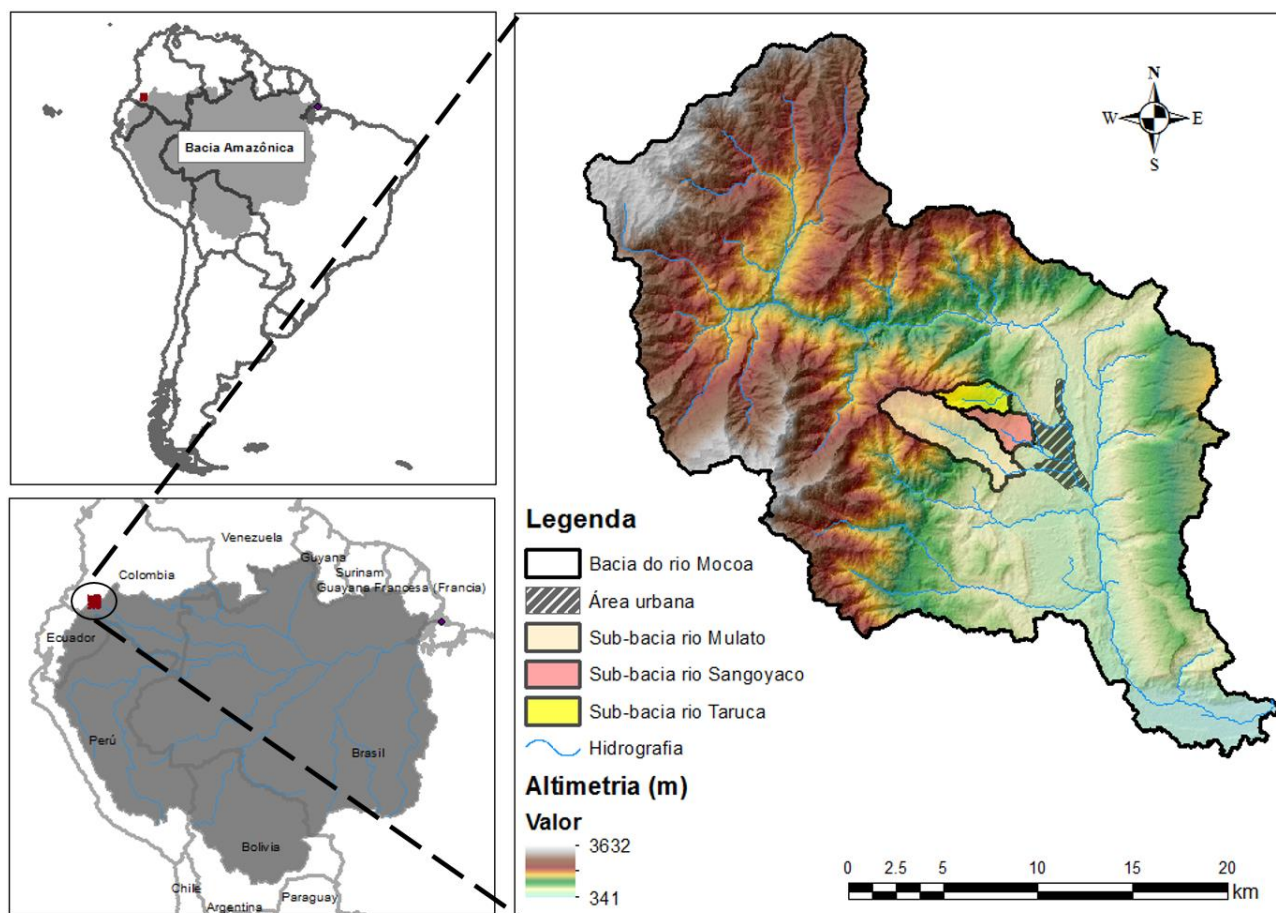 Bacia Amazônica
Venezuela
Guyana
Surinam
Guayana Francesa (Francia)
Colombia
Ecuador
Perú
Brasil
Bolivia
Chile
Argentina
Paraguay
N
W
E
S
Legenda
Bacia do rio Mocoa
Área urbana
Sub-bacia rio Mulato
Sub-bacia rio Sangoyaco
Sub-bacia rio Taruca
Hidrografia
Altimetria (m)
Valor
3632
341
0 2.5 5 10 15 20
km